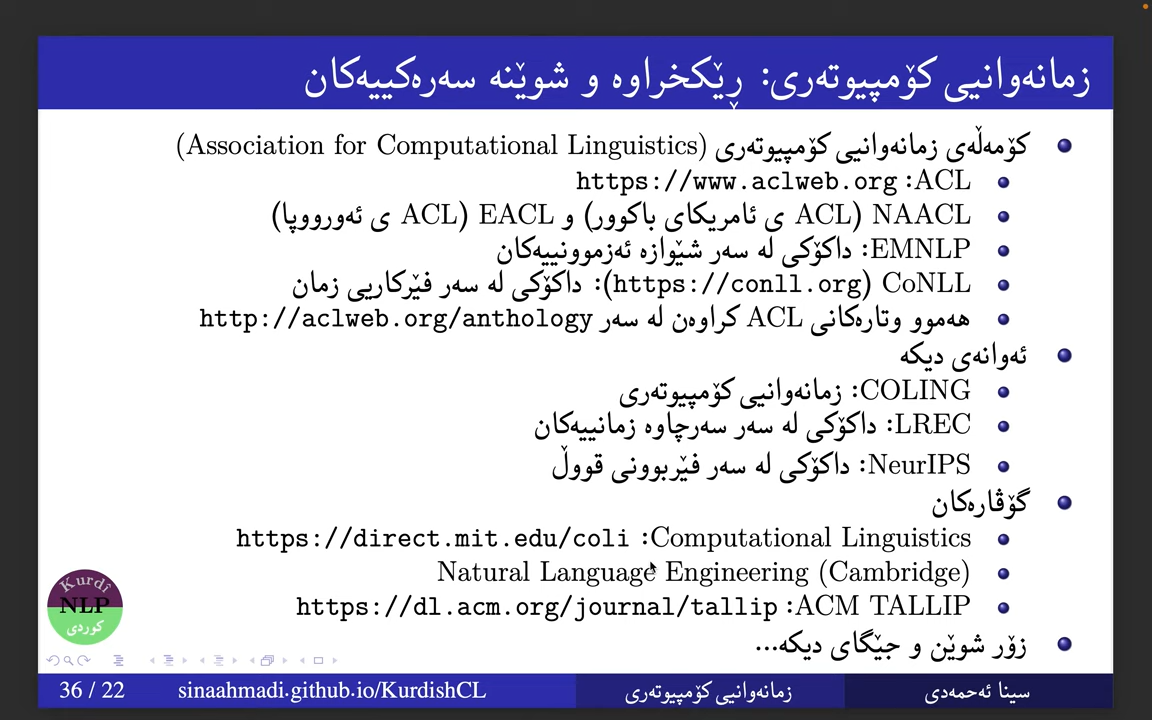 زمانەوانیی کۆمپیوتەری: ڕێکخراوە و شوێنە سەرەکییەکان
کۆمەڵەی زمانەوانیی کۆمپیوتەری (Association for Computational Linguistics)
ACL: https://www.aclweb.org
NAACL (ACL ی ئامریکای باکوور) و EACL (ACL ی ئەورووپا)
EMNLP: داکۆکی لە سەر شێوازە ئەزموونییەکان
CoNLL (https://conll.org): داکۆکی لە سەر فێرکاریی زمان
هەموو وتارەکانی ACL کراوەن لە سەر http://aclweb.org/anthology
ئەوانەی دیکە
COLING: زمانەوانیی کۆمپیوتەری
LREC: داکۆکی لە سەر سەرچاوە زمانییەکان
NeurIPS: داکۆکی لە سەر فێربوونی قووڵ
گۆڤارەکان
Computational Linguistics: https://direct.mit.edu/coli
Natural Language Engineering (Cambridge)
ACM TALLIP: https://dl.acm.org/journal/tallip
زۆر شوێن و جێگای دیکە...
Kurdî
NLP
کوردی
سینا ئەحمەدی
زمانەوانیی کۆمپیوتەری
sinaahmadi.github.io/KurdishCL
36 / 22